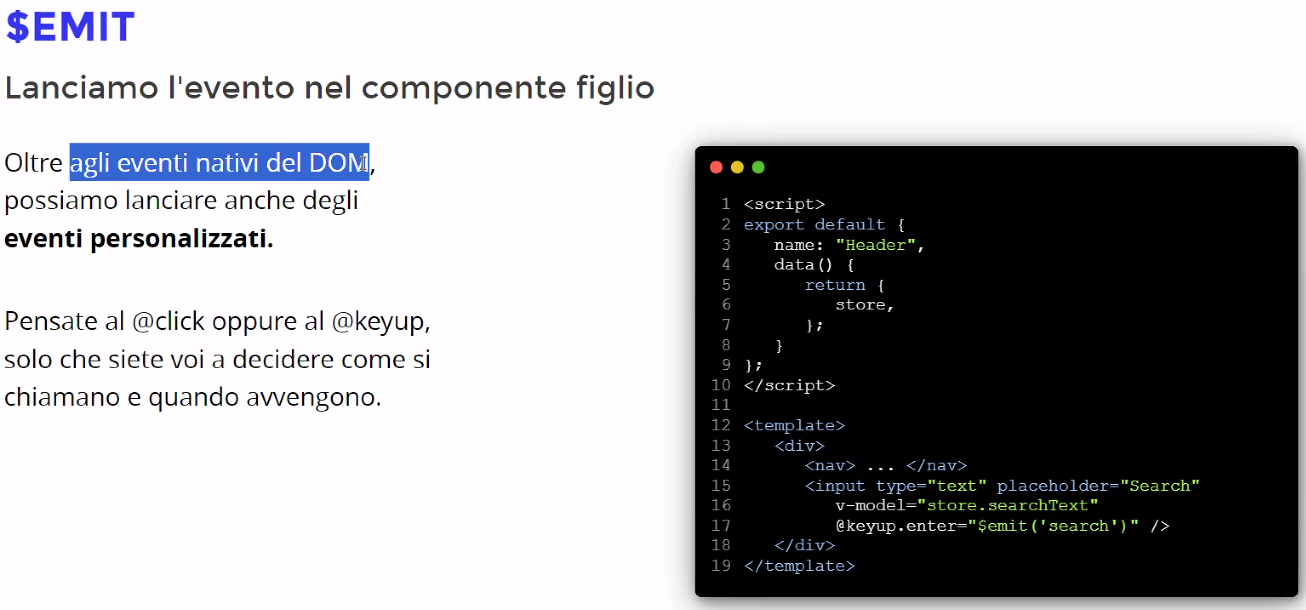 $EMIT
Lanciamo l'evento nel componente figlio
Oltre agli eventi nativi del DOM,
possiamo lanciare anche degli
eventi personalizzati.
Pensate al @click oppure al @keyup,
solo che siete voi a decidere come si
chiamano e quando avvengono.
1 <script>
2 export default {
3 name: "Header",
4 data() {
5 return {
6 store,
7 };
8 }
9 };
10 </script>
11
12 <template>
13 <div>
14 <nav> ... </nav>
15 <input type="text" placeholder="Search"
16 v-model="store.searchText"
17 @keyup.enter="$emit('search')" />
18 </div>
19 </template>